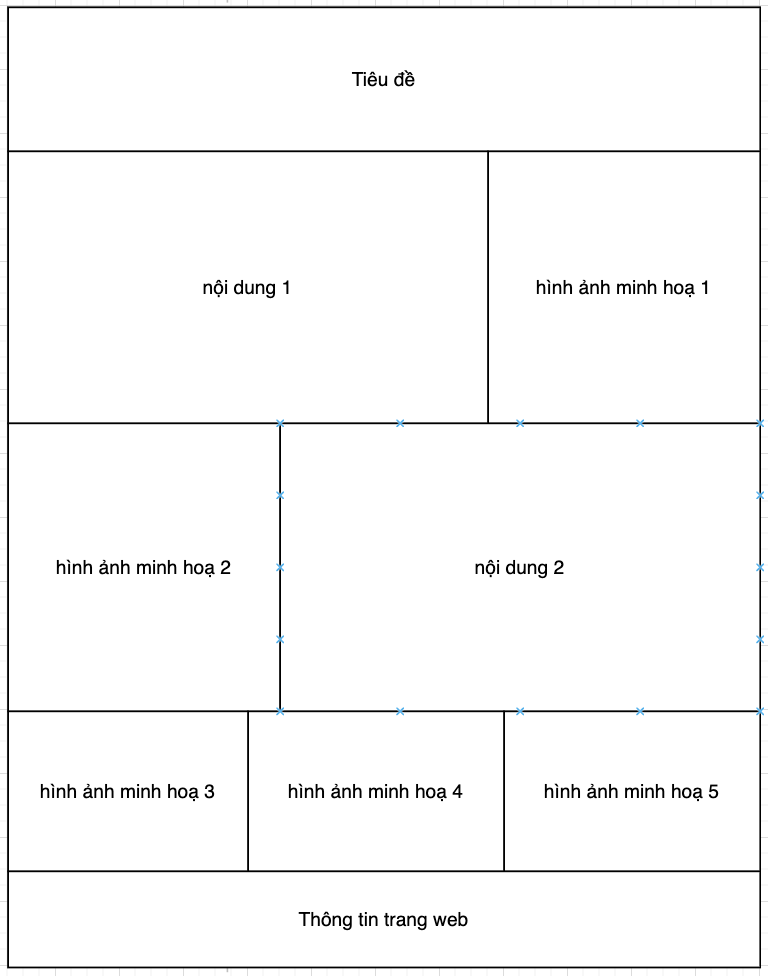 Tiêu đề
nội dung 1
hình ảnh minh hoạ 1
hình ảnh minh hoạ 2
nội dung 2
hình ảnh minh hoạ 3
hình ảnh minh hoạ 4
hình ảnh minh hoạ 5
Thông tin trang web